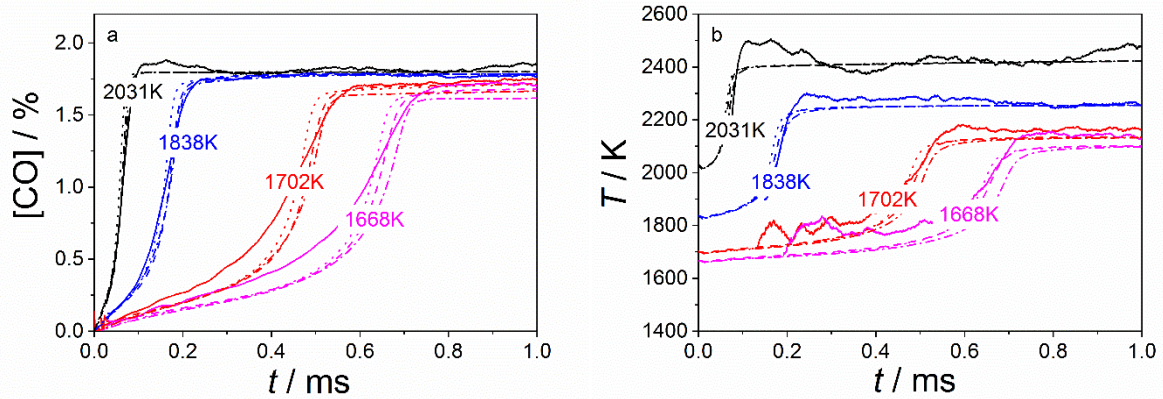 a
2.0
1.5
1.0
0.5
0.0
[CO] / %
2031K
1838K
1702K
1668K
0.0 0.2 0.4 0.6 0.8 1.0
t / ms
b
2600
2400
2200
2000
1800
1600
1400
T / K
2031K
1838K
1702K
1668K
0.0 0.2 0.4 0.6 0.8 1.0
t / ms